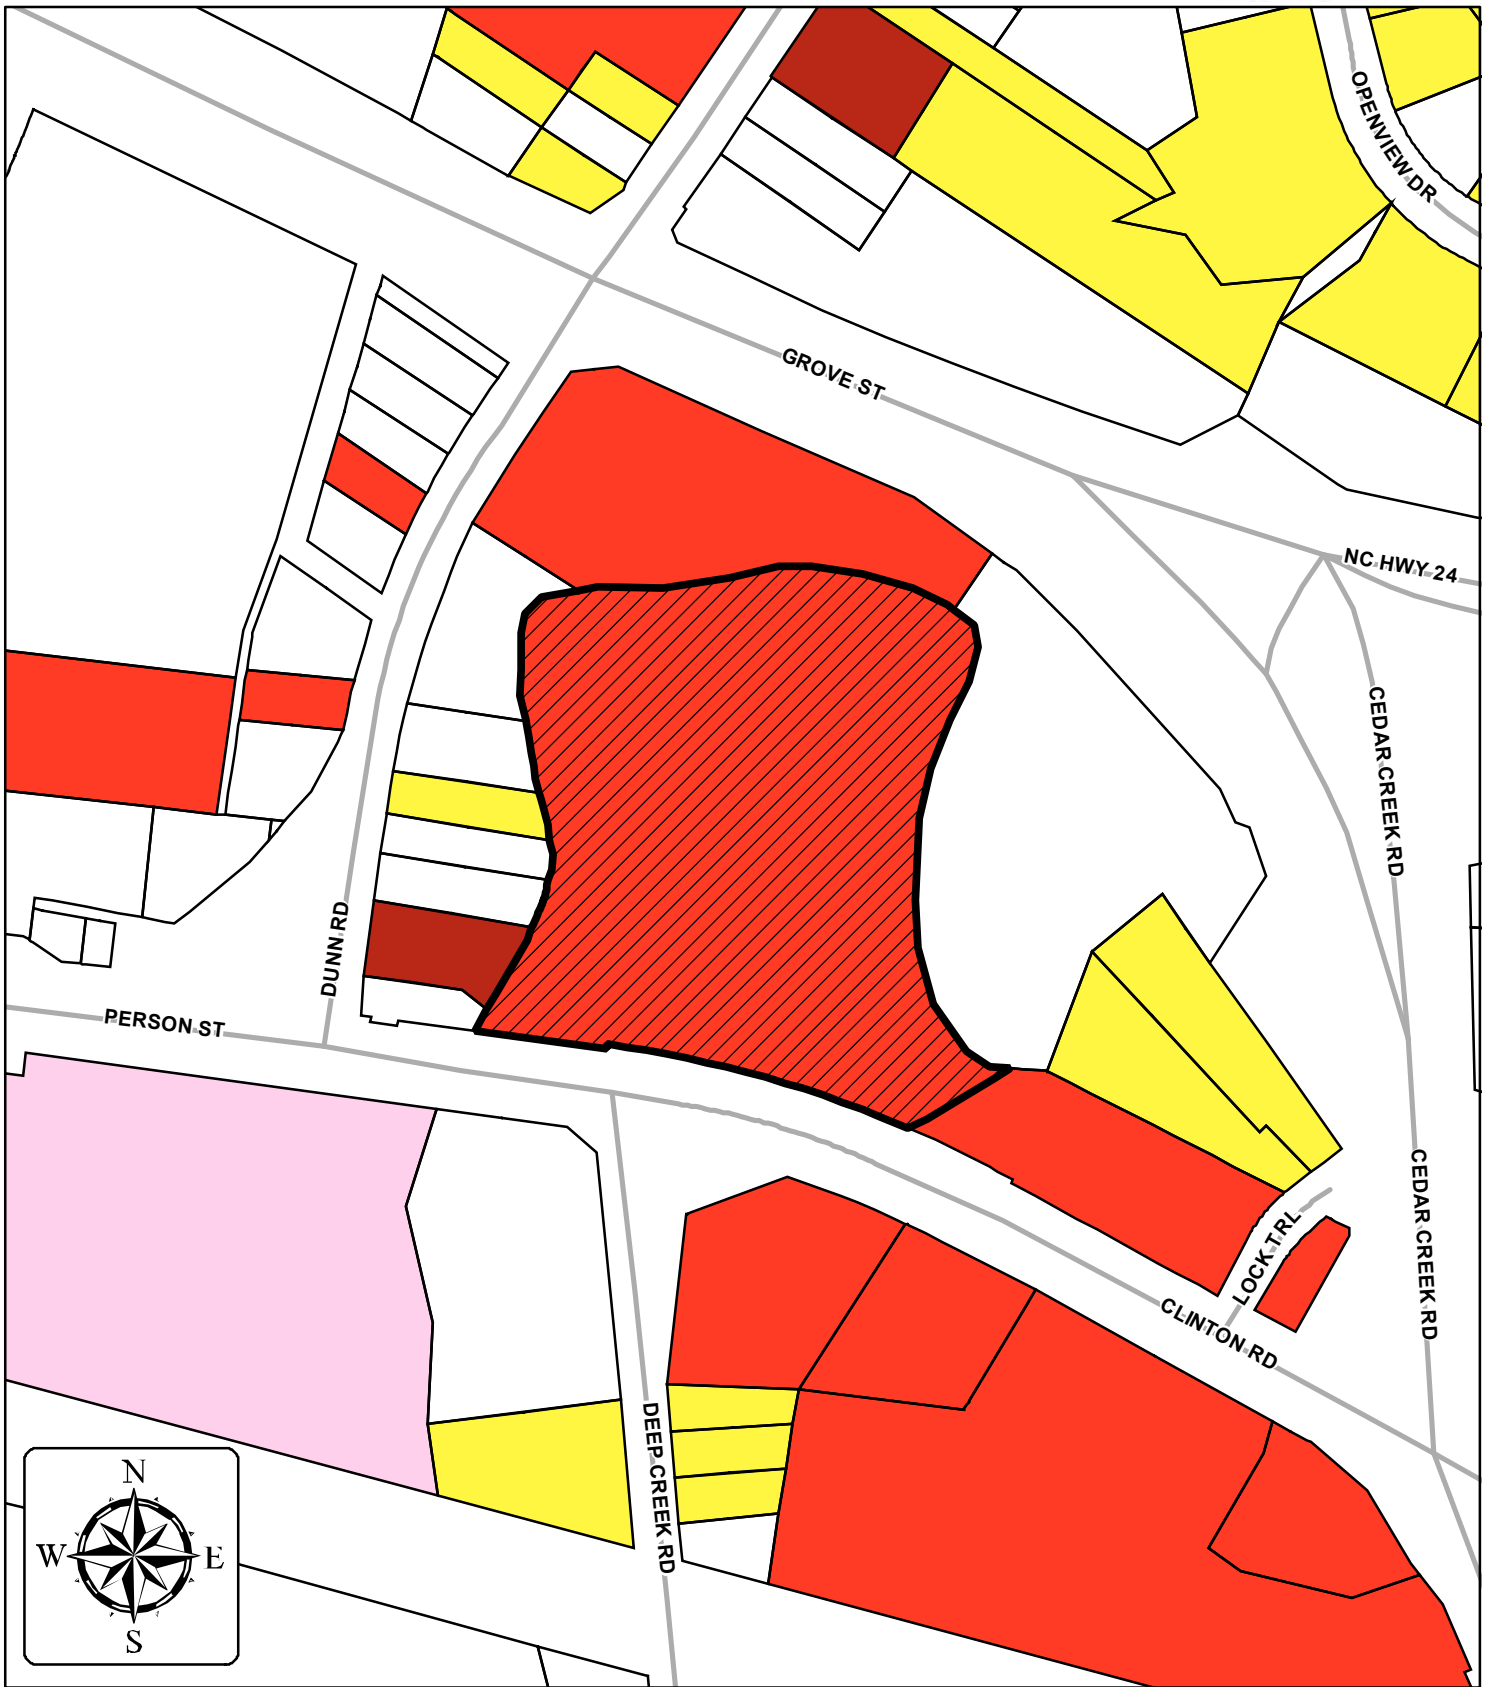 OPENVIEW DR
GROVE ST
NC HWY 24
CEDAR CREEK RD
DUNN RD
PERSON ST
CEDAR CREEK RD
LOCK TRL
CLINTON RD
DEEP CREEK RD
N
W E
S